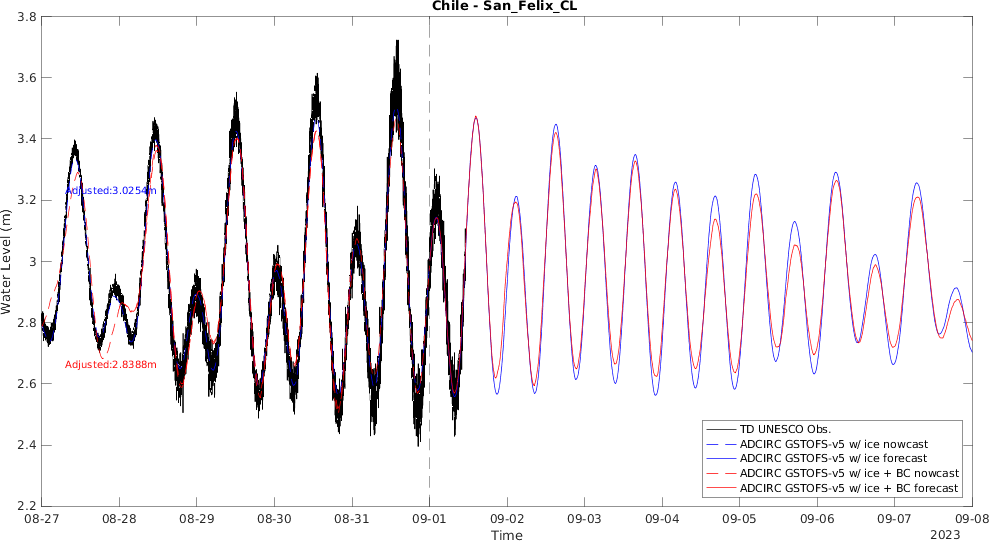 Chile - San_Felix_CL
3.8
3.6
3.4
3.2
3
2.8
2.6
2.4
2.2
Water Level (m)
Adjusted:3.0254m
Adjusted:2.8388m
TD UNESCO Obs.
ADCIRC GSTOFS-v5 w/ ice nowcast
ADCIRC GSTOFS-v5 w/ ice forecast
ADCIRC GSTOFS-v5 w/ ice + BC nowcast
ADCIRC GSTOFS-v5 w/ ice + BC forecast
08-27 08-28 08-29 08-30 08-31 09-01 09-02 09-03 09-04 09-05 09-06 09-07 09-08
Time
2023